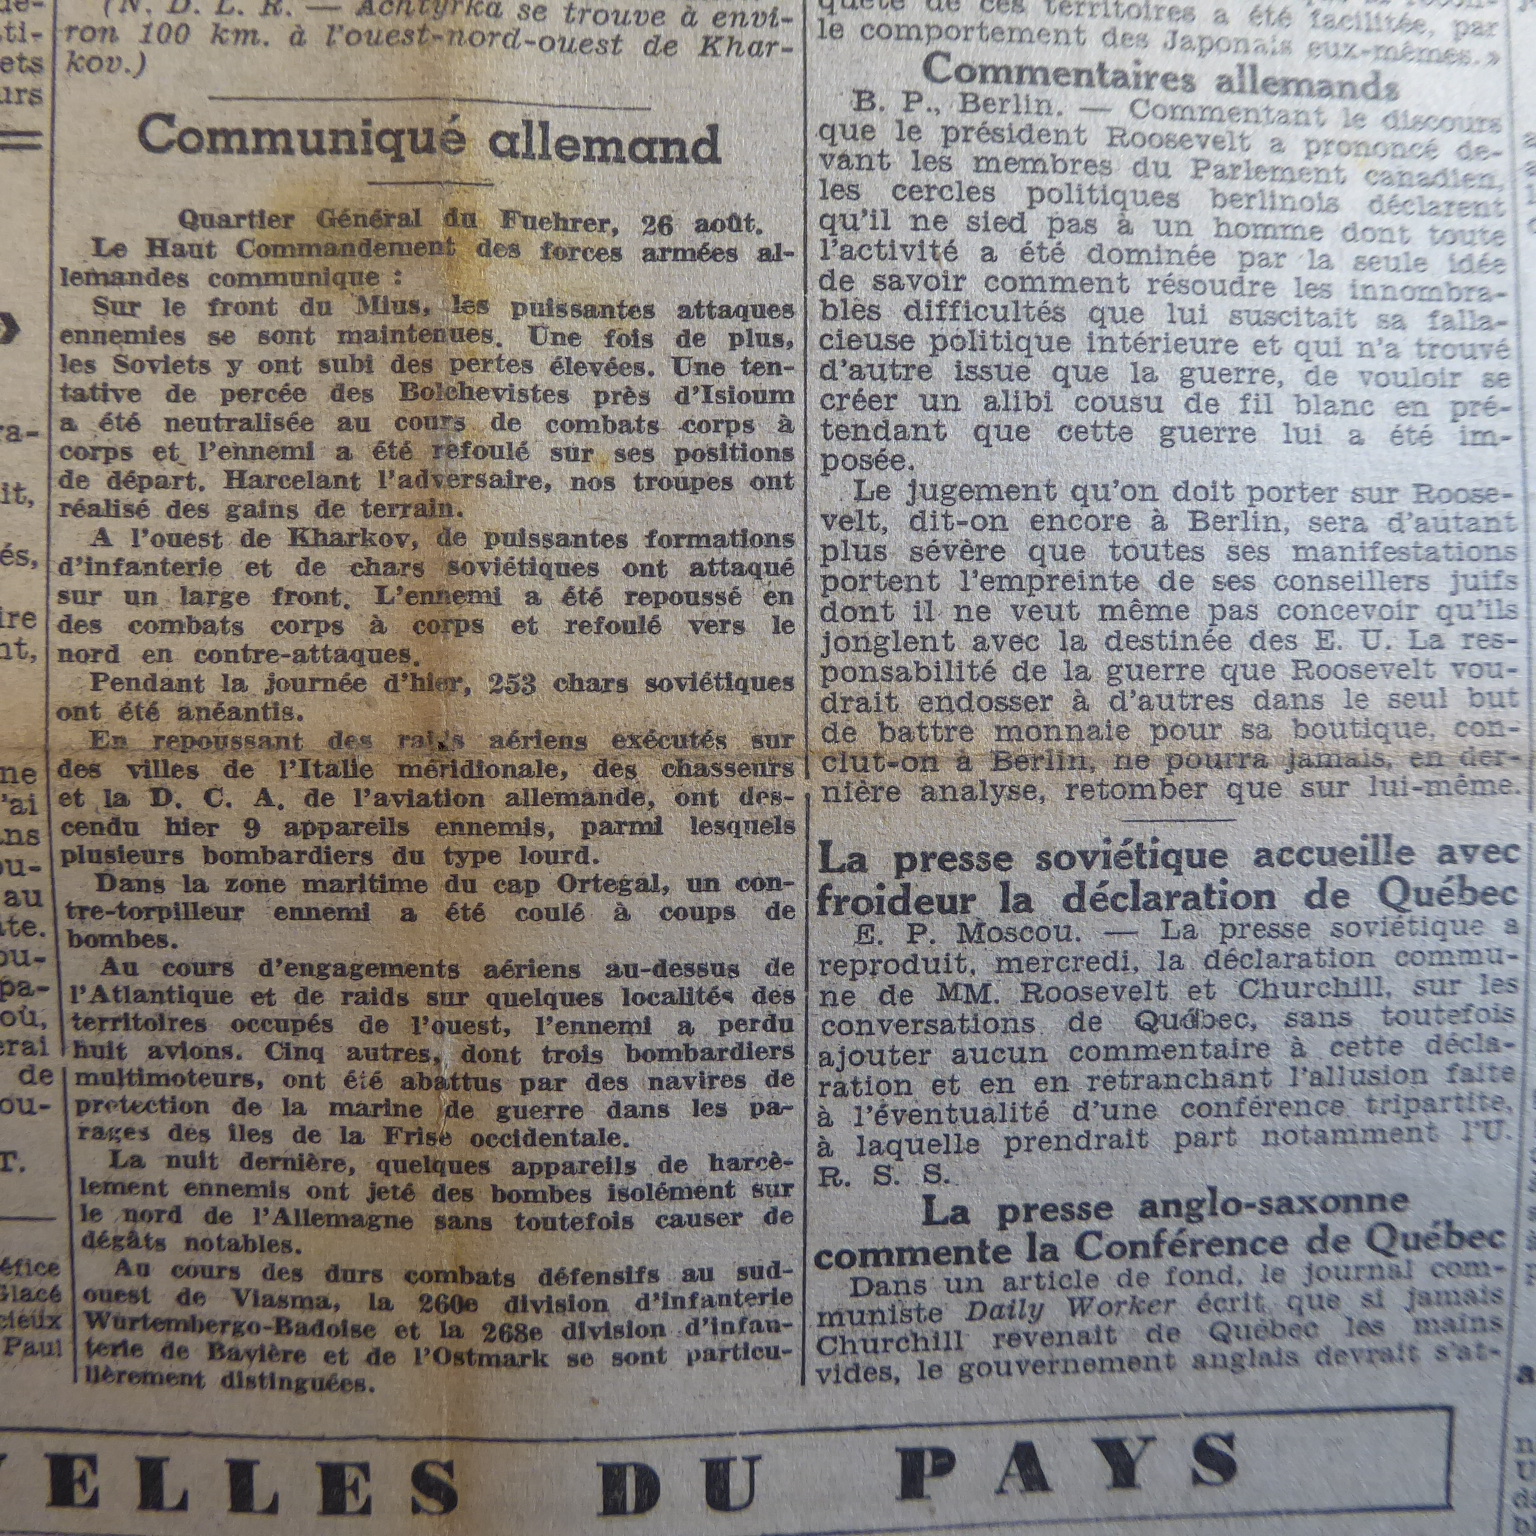 (N. D. L. R. — Achtyrka se trouve à envi-
ron 100 km. à l'ouest-nord-ouest de Khar-
kov.)
Communiqué allemand
Quartier Général du Fuehrer, 26 août.
Le Haut Commandement des forces armées al-
lemandes communique :
Sur le front du Mius, les puissantes attaques
ennemies se sont maintenues. Une fois de plus,
les Soviets y ont subi des pertes élevées. Une ten-
tative de percée des Bolchevistes près d'Isioum
a été neutralisée au cours de combats corps à
corps et l'ennemi a été refoulé sur ses positions
de départ. Harcelant l'adversaire, nos troupes ont
réalisé des gains de terrain.
A l'ouest de Kharkov, de puissantes formations
d'infanterie et de chars soviétiques ont attaqué
sur un large front. L'ennemi a été repoussé en
des combats corps à corps et refoulé vers le
nord en contre-attaques.
Pendant la journée d'hier, 253 chars soviétiques
ont été anéantis.
En repoussant des raids aériens exécutés sur
des villes de l'Italie méridionale, des chasseurs
et la D. C. A. de l'aviation allemande, ont des-
cendu hier 9 appareils ennemis, parmi lesquels
plusieurs bombardiers du type lourd.
Dans la zone maritime du cap Ortegal, un con-
tre-torpilleur ennemi a été coulé à coups de
bombes.
Au cours d'engagements aériens au-dessus de
l'Atlantique et de raids sur quelques localités des
territoires occupés de l'ouest, l'ennemi a perdu
huit avions. Cinq autres, dont trois bombardiers
multimoteurs, ont été abattus par des navires de
protection de la marine de guerre dans les pa-
rages des îles de la Frise occidentale.
La nuit dernière, quelques appareils de harcè-
lement ennemis ont jeté des bombes isolément sur
le nord de l'Allemagne sans toutefois causer de
dégâts notables.
Au cours des durs combats défensifs au sud-
ouest de Viasma, la 260e division d'infanterie
Wurtembergo-Badoise et la 268e division d'infan-
terie de Bavière et de l'Ostmark se sont particu-
lièrement distinguées.
quête de ces territoires a été facilitée, par
le comportement des Japonais eux-mêmes.»
Commentaires allemands
B. P., Berlin. — Commentant le discours
que le président Roosevelt a prononcé de-
vant les membres du Parlement canadien,
les cercles politiques berlinois déclarent
qu'il ne sied pas à un homme dont toute
l'activité a été dominée par la seule idée
de savoir comment résoudre les innombra-
bles difficultés que lui suscitait sa falla-
cieuse politique intérieure et qui n'a trouvé
d'autre issue que la guerre, de vouloir se
créer un alibi cousu de fil blanc en pré-
tendant que cette guerre lui a été im-
posée.
Le jugement qu'on doit porter sur Roose-
velt, dit-on encore à Berlin, sera d'autant
plus sévère que toutes ses manifestations
portent l'empreinte de ses conseillers juifs
dont il ne veut même pas concevoir qu'ils
jonglent avec la destinée des E. U. La res-
ponsabilité de la guerre que Roosevelt vou-
drait endosser à d'autres dans le seul but
de battre monnaie pour sa boutique, con-
clut-on à Berlin, ne pourra jamais, en der-
nière analyse, retomber que sur lui-même.
La presse soviétique accueille avec
froideur la déclaration de Québec
E. P. Moscou. — La presse soviétique a
reproduit, mercredi, la déclaration commu-
ne de MM. Roosevelt et Churchill, sur les
conversations de Québec, sans toutefois
ajouter aucun commentaire à cette décla-
ration et en en retranchant l'allusion faite
à l'éventualité d'une conférence tripartite,
à laquelle prendrait part notamment l'U.
R. S. S.
La presse anglo-saxonne
commente la Conférence de Québec
Dans un article de fond, le journal com-
muniste Daily Worker écrit que si jamais
Churchill revenait de Québec les mains
vides, le gouvernement anglais devrait s'at-
ELLES DU PAYS